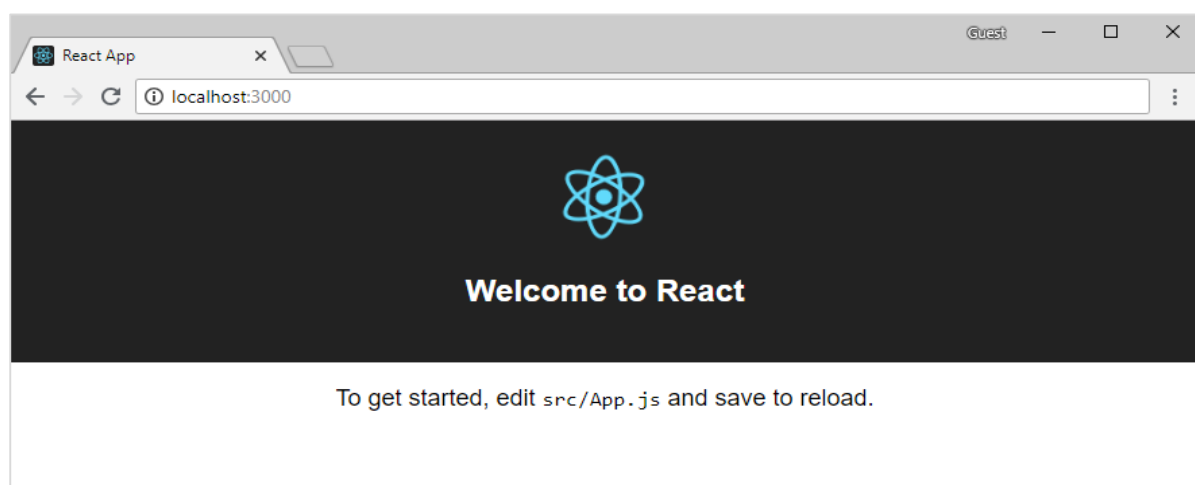 Guest
React App
localhost:3000
Welcome to React
To get started, edit src/App.js and save to reload.